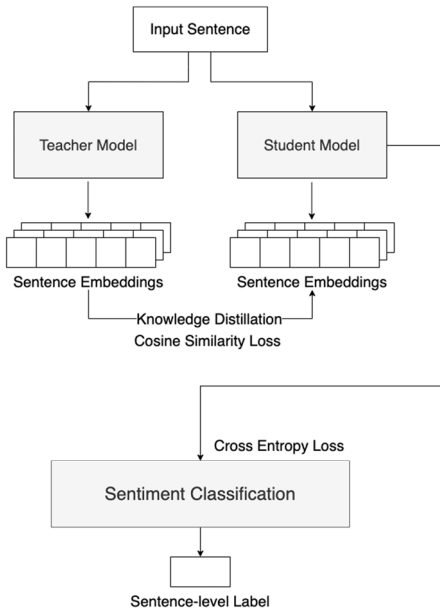 Input Sentence
Teacher Model
Student Model
Sentence Embeddings
Sentence Embeddings
Knowledge Distillation
Cosine Similarity Loss
Cross Entropy Loss
Sentiment Classification
Sentence-level Label